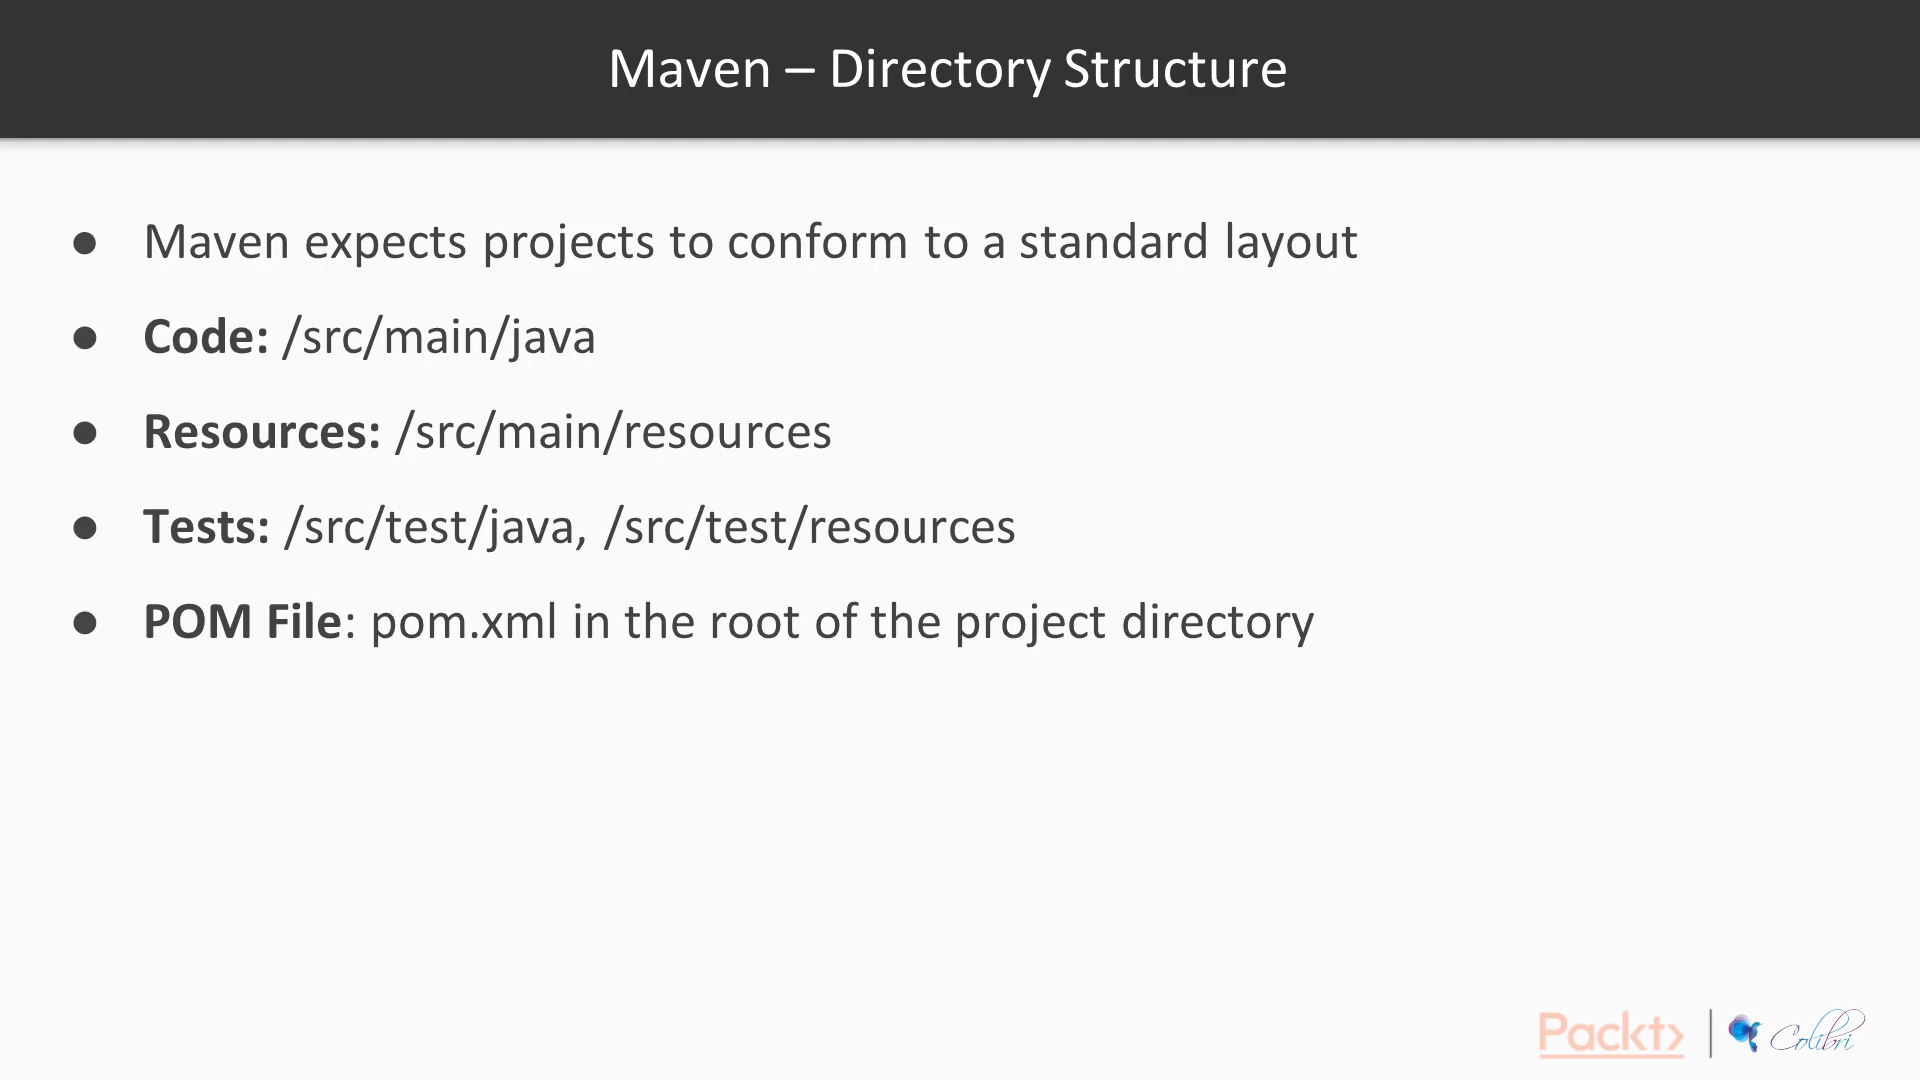 Maven – Directory Structure
● Maven expects projects to conform to a standard layout
● Code: /src/main/java
● Resources: /src/main/resources
● Tests: /src/test/java, /src/test/resources
● POM File: pom.xml in the root of the project directory
Packt> | Colibri